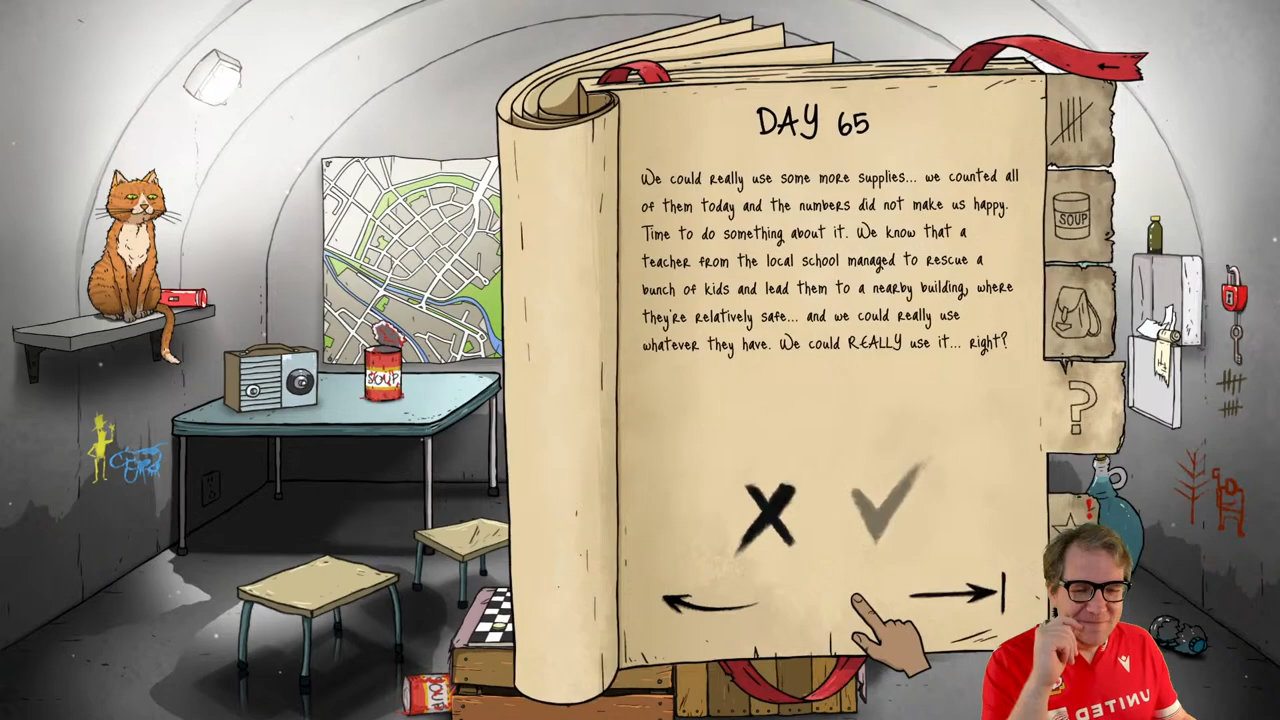 DAY 65
We could really use some more supplies... we counted all
of them today and the numbers did not make us happy.
Time to do something about it. We know that a
teacher from the local school managed to rescue a
bunch of kids and lead them to a nearby building, where
they're relatively safe... and we could really use
whatever they have. We could REALLY use it... right?
SOUP
SOUP
SOUP
?
!
UNITED